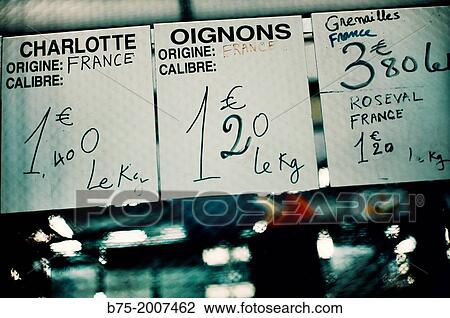 CHARLOTTE
ORIGINE: FRANCE
CALIBRE:
1€,40
Le Kg
OIGNONS
ORIGINE: FRANCE
CALIBRE:
1€20
Le Kg
Grenailles
France
3€80 le
ROSEVAL
FRANCE
1€20 le Kg
FOTOSEARCH
b75-2007462 www.fotosearch.com